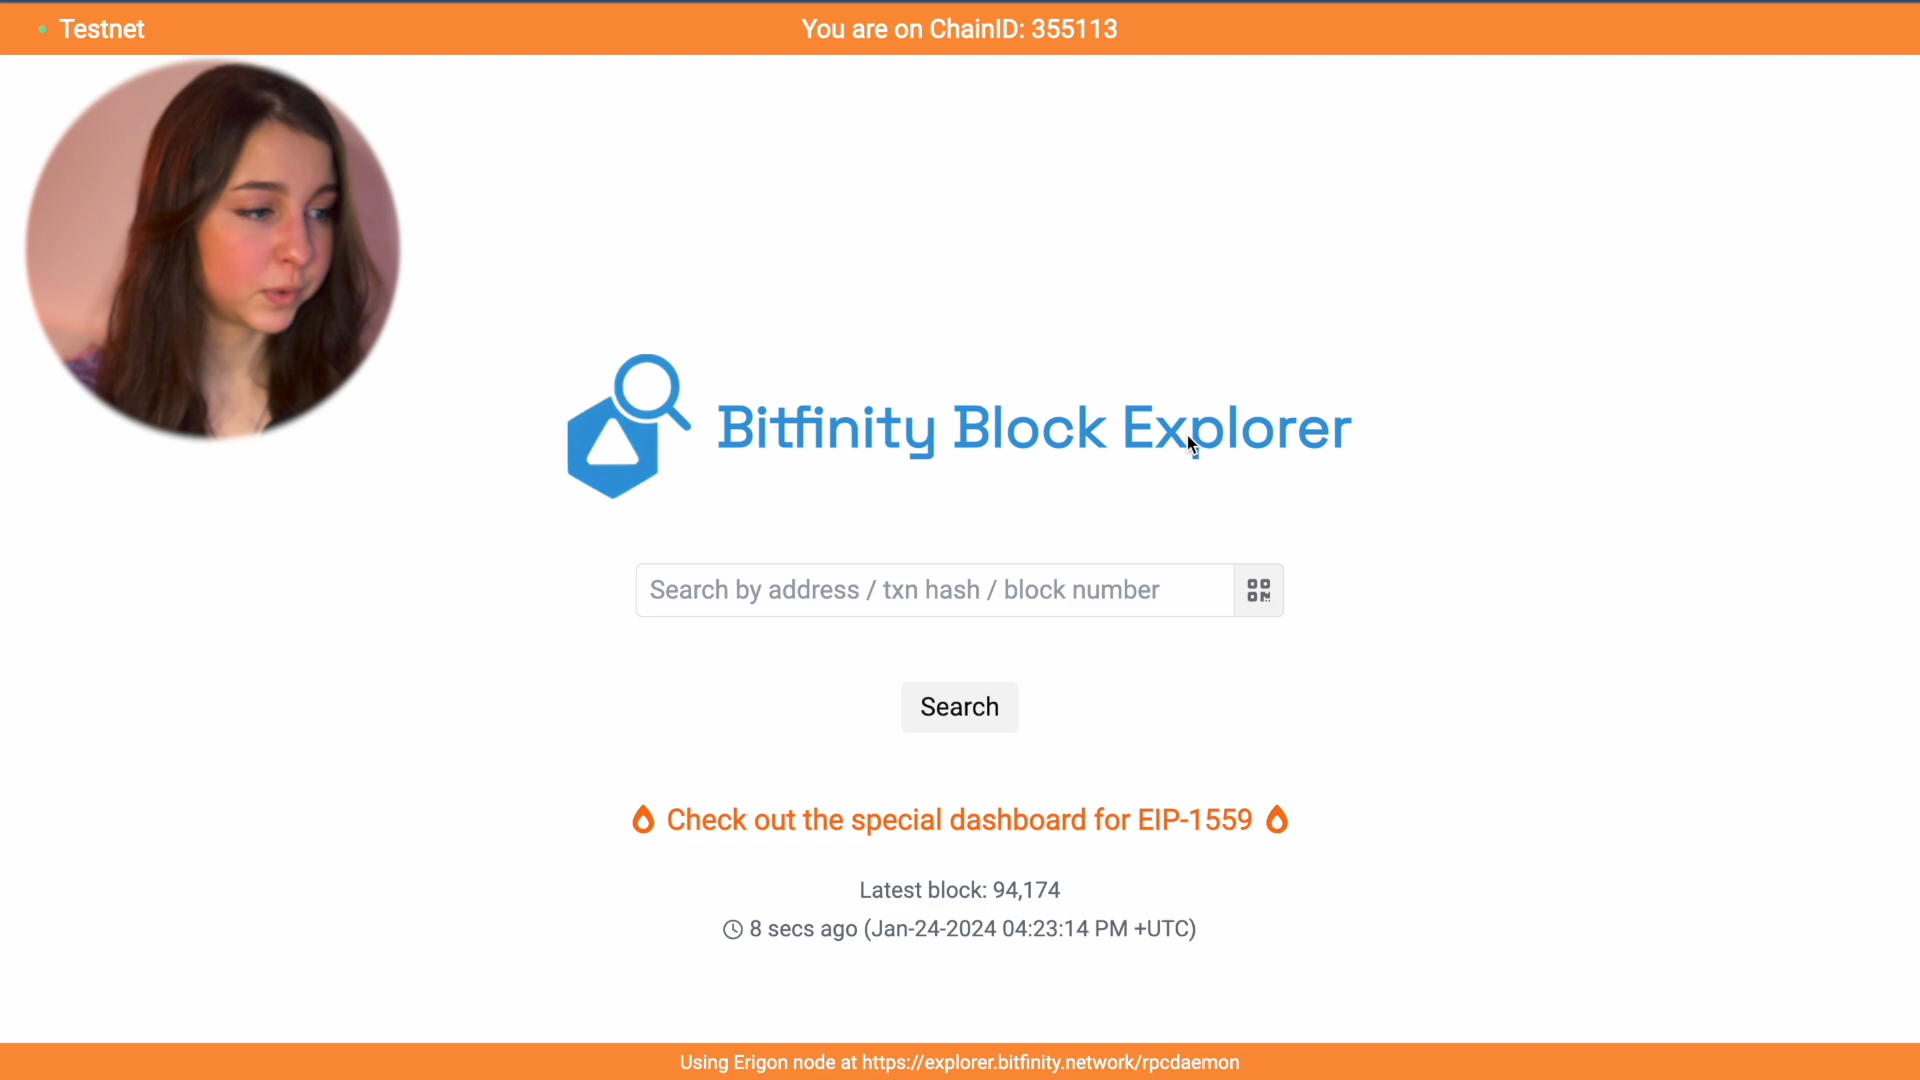 Testnet
You are on ChainID: 355113
Bitfinity Block Explorer
Search by address / txn hash / block number
Search
Check out the special dashboard for EIP-1559
Latest block: 94,174
8 secs ago (Jan-24-2024 04:23:14 PM +UTC)
Using Erigon node at https://explorer.bitfinity.network/rpcdaemon